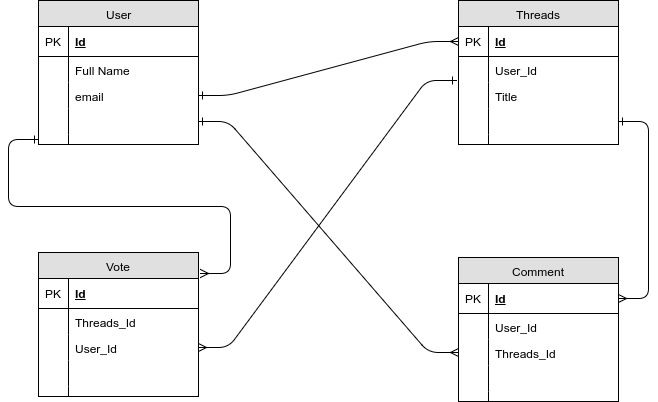 User
PK Id
Full Name
email
Threads
PK Id
User_Id
Title
Vote
PK Id
Threads_Id
User_Id
Comment
PK Id
User_Id
Threads_Id